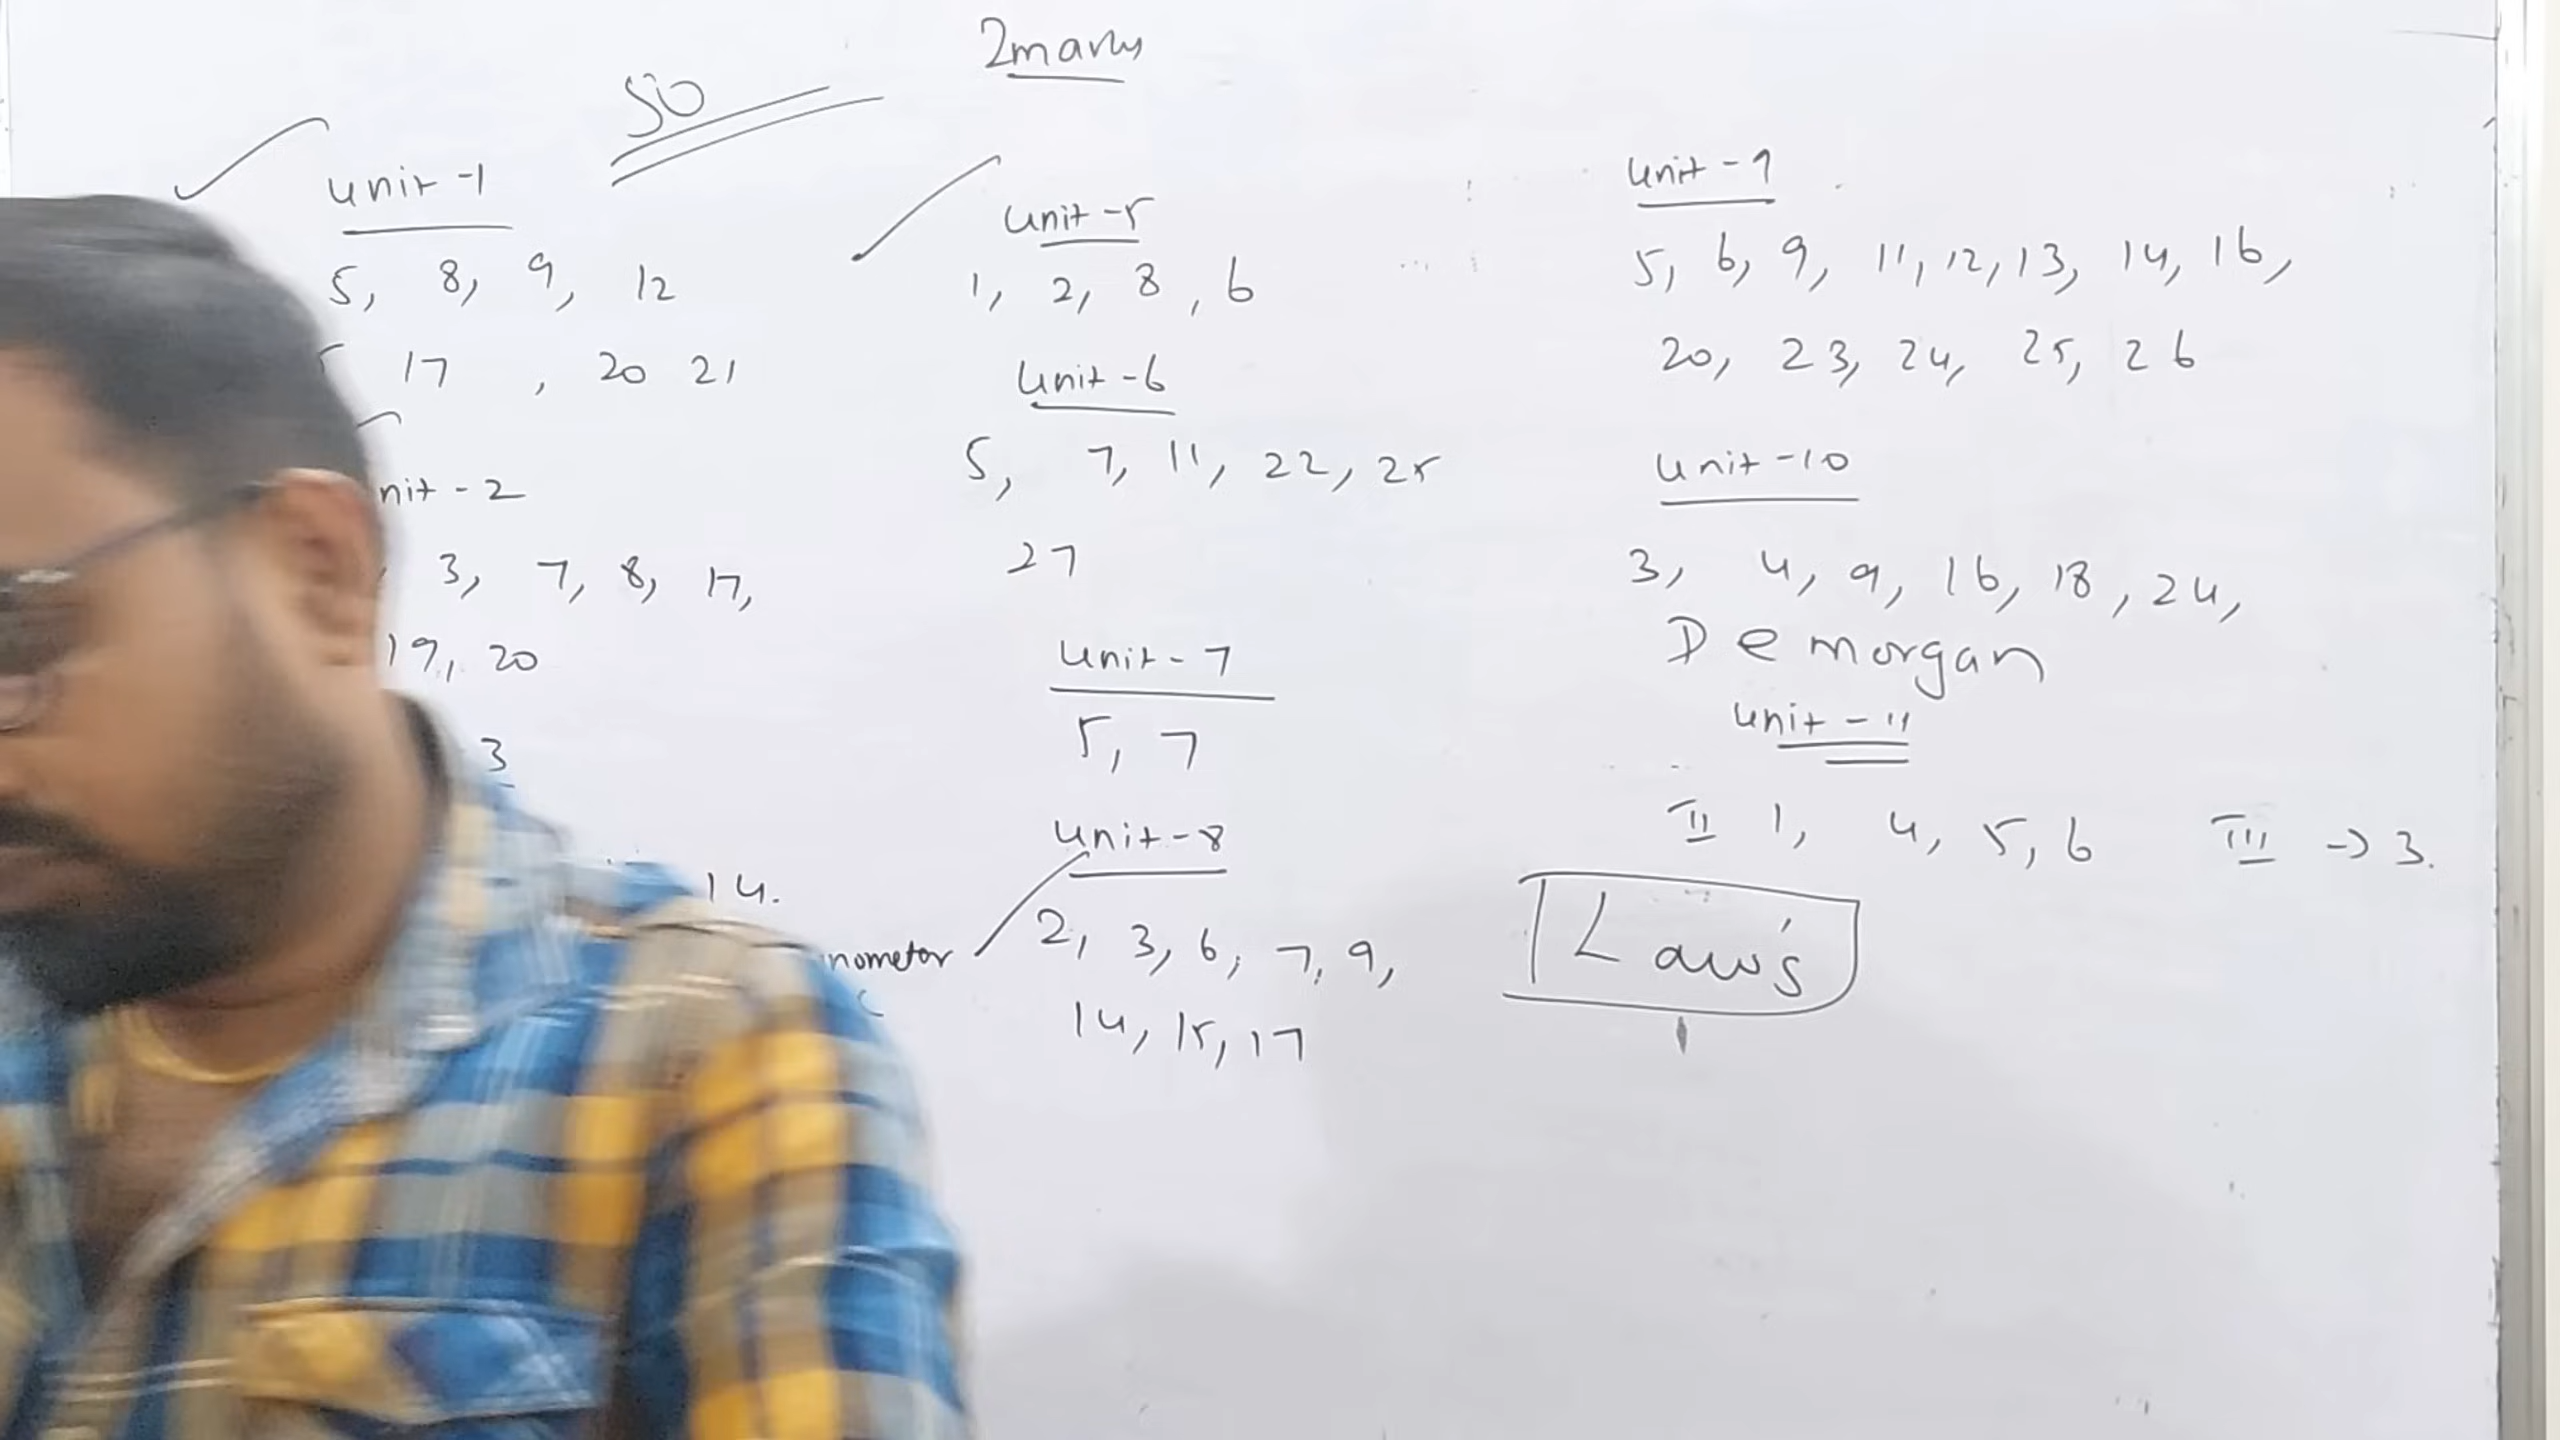 2 marks
50
unit-1
5, 8, 9, 12
17, 20 21
nit-2
3, 7, 8, 17,
19, 20
3
14.
nometer
unit-5
1, 2, 8, 6
unit-6
5, 7, 11, 22, 25
27
unit-7
5, 7
unit-8
2, 3, 6, 7, 9,
14, 15, 17
unit-9
5, 6, 9, 11, 12, 13, 14, 16,
20, 23, 24, 25, 26
unit-10
3, 4, 9, 16, 18, 24,
De morgan
unit-11
II 1, 4, 5, 6 III → 3.
Law's